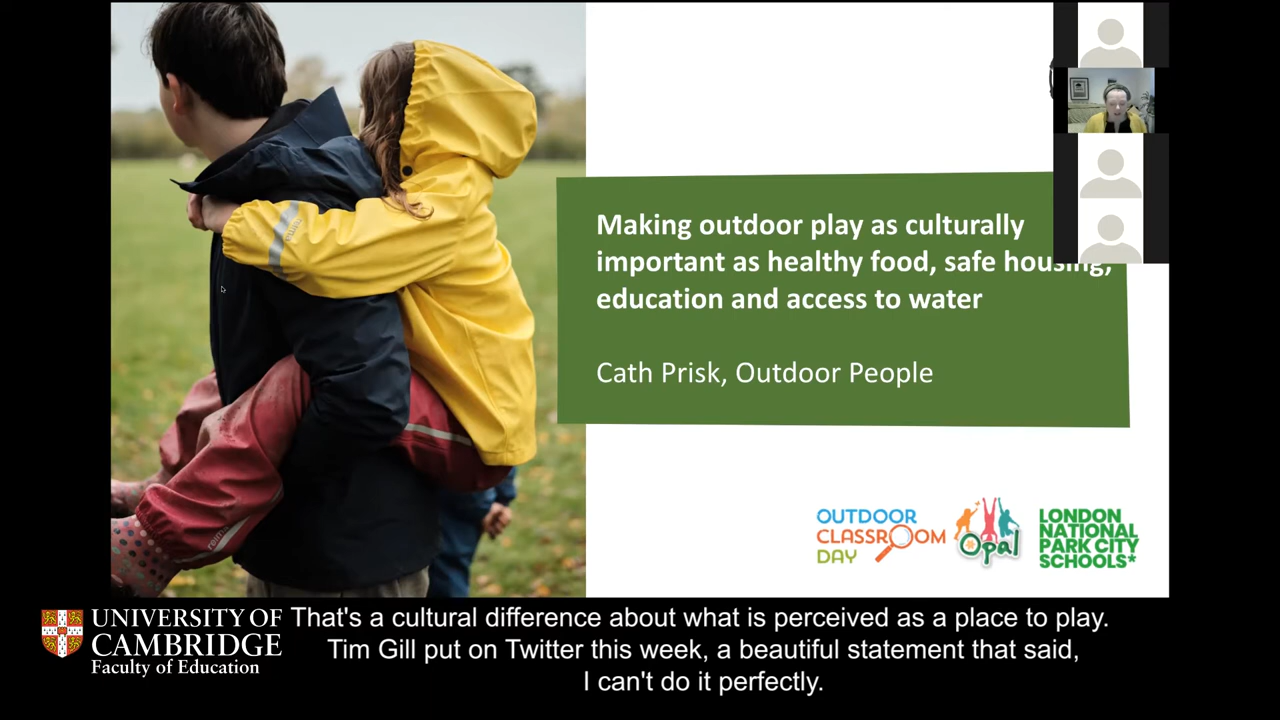 Making outdoor play as culturally
important as healthy food, safe housing,
education and access to water
Cath Prisk, Outdoor People
OUTDOOR
CLASSROOM
DAY
Opal
LONDON
NATIONAL
PARK CITY
SCHOOLS*
UNIVERSITY OF
CAMBRIDGE
Faculty of Education
That's a cultural difference about what is perceived as a place to play.
Tim Gill put on Twitter this week, a beautiful statement that said,
I can't do it perfectly.